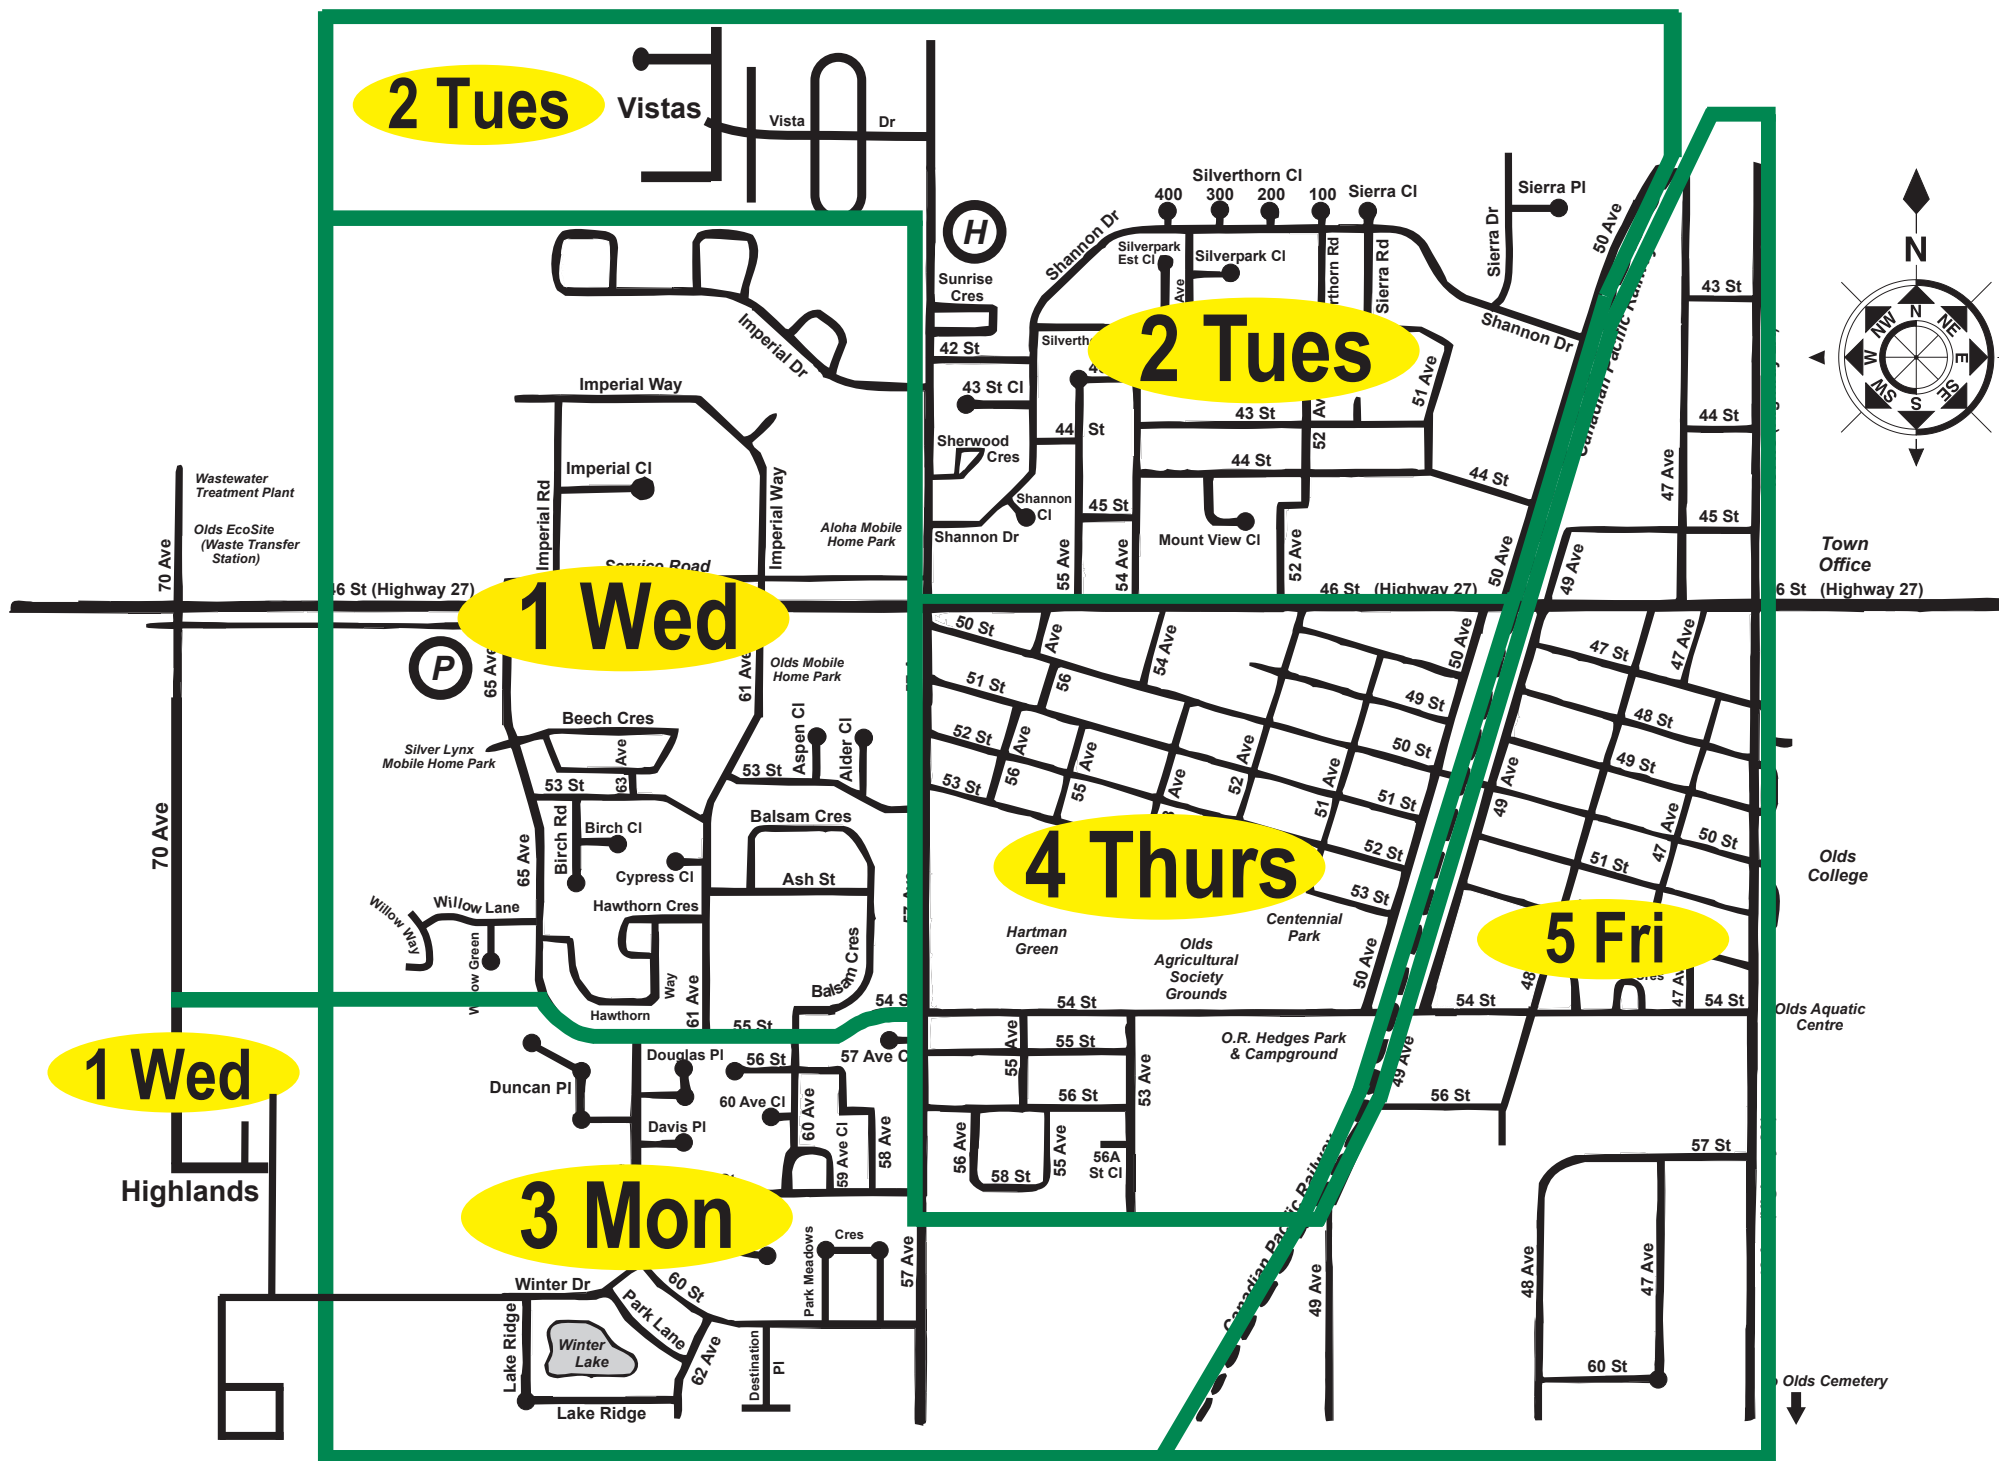 2 Tues
Vistas
Vista
Dr
H
Sunrise
Cres
42 St
43 St Cl
Sherwood
Cres
Shannon
Cl
Shannon Dr
Shannon Dr
Silverthorn Cl
400
300
200
100
Sierra Cl
Silverpark
Est Cl
Silverpark Cl
Ave
Sierra Rd
Sierra Dr
Sierra Pl
50 Ave
Shannon Dr
2 Tues
51 Ave
43 St
52
44 St
44 St
44 St
45 St
Mount View Cl
55 Ave
54 Ave
52 Ave
50 Ave
46 St (Highway 27)
N
N
NE
E
SE
S
SW
W
NW
43 St
44 St
47 Ave
45 St
49 Ave
Town
Office
(Highway 27)
Imperial Dr
Imperial Way
Imperial Cl
Imperial Rd
Imperial Way
Aloha Mobile
Home Park
Service Road
Wastewater
Treatment Plant
Olds EcoSite
(Waste Transfer
Station)
70 Ave
46 St (Highway 27)
1 Wed
P
65 Ave
61 Ave
Olds Mobile
Home Park
Beech Cres
63 Ave
Silver Lynx
Mobile Home Park
53 St
53 St
Aspen Cl
Alder Cl
Birch Rd
Birch Cl
Cypress Cl
Balsam Cres
Ash St
Balsam Cres
Hawthorn Cres
Hawthorn
Way
61 Ave
65 Ave
Willow Lane
Willow Way
70 Ave
55 St
50 St
51 St
52 St
53 St
56
Ave
54 Ave
56
Ave
55
Ave
Ave
52
Ave
51
Ave
50 Ave
49 St
50 St
51 St
52 St
53 St
4 Thurs
Hartman
Green
Olds
Agricultural
Society
Grounds
Centennial
Park
50 Ave
54 St
O.R. Hedges Park
& Campground
47 St
47 Ave
48 St
49 St
49
Ave
47
Ave
50 St
51 St
5 Fri
54 St
54 St
Olds
College
Olds Aquatic
Centre
49 Ave
56 St
57 St
48 Ave
47 Ave
60 St
49 Ave
Olds Cemetery
1 Wed
Highlands
Duncan Pl
Douglas Pl
56 St
60 Ave Cl
Davis Pl
60 Ave
59 Ave Cl
58 Ave
3 Mon
Winter Dr
60 St
Park Lane
Lake Ridge
Winter
Lake
Lake Ridge
62 Ave
Destination
Pl
Park Meadows
Cres
57 Ave
55 Ave
55 St
56 St
53 Ave
56 Ave
55 Ave
58 St
56A
St Cl